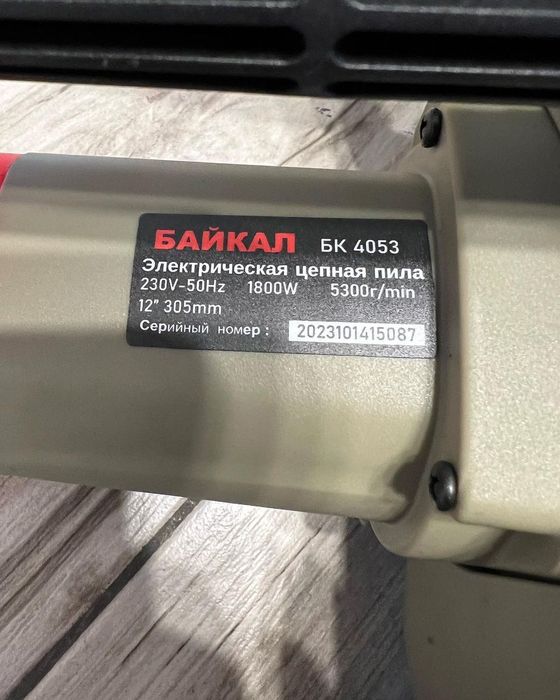 БАЙКАЛ БК 4053
Электрическая цепная пила
230V-50Hz 1800W 5300r/min
12" 305mm
Серийный номер : 2023101415087